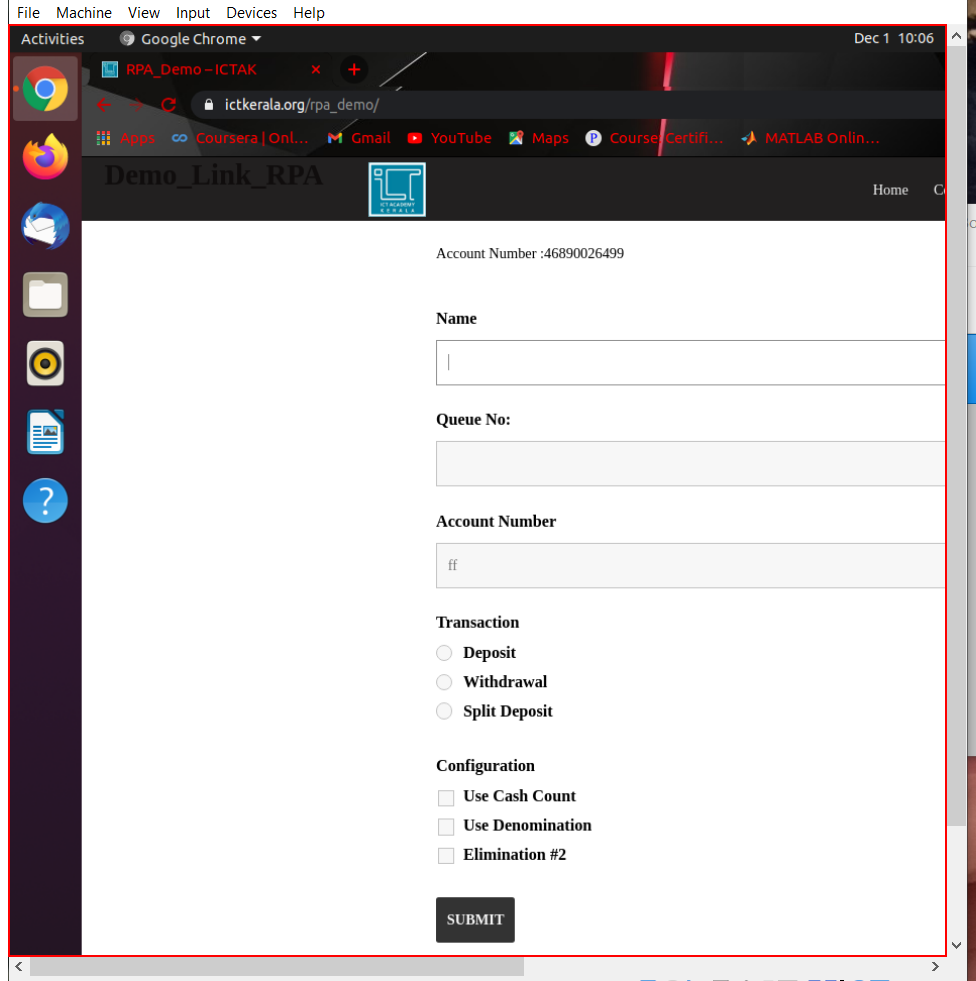 File Machine View Input Devices Help
Activities Google Chrome Dec 1 10:06
RPA_Demo – ICTAK
ictkerala.org/rpa_demo/
Apps Coursera | Onl... Gmail YouTube Maps Course Certifi... MATLAB Onlin...
Demo_Link_RPA
ICT ACADEMY
KERALA
Home
Account Number :46890026499
Name
Queue No:
Account Number
ff
Transaction
Deposit
Withdrawal
Split Deposit
Configuration
Use Cash Count
Use Denomination
Elimination #2
SUBMIT